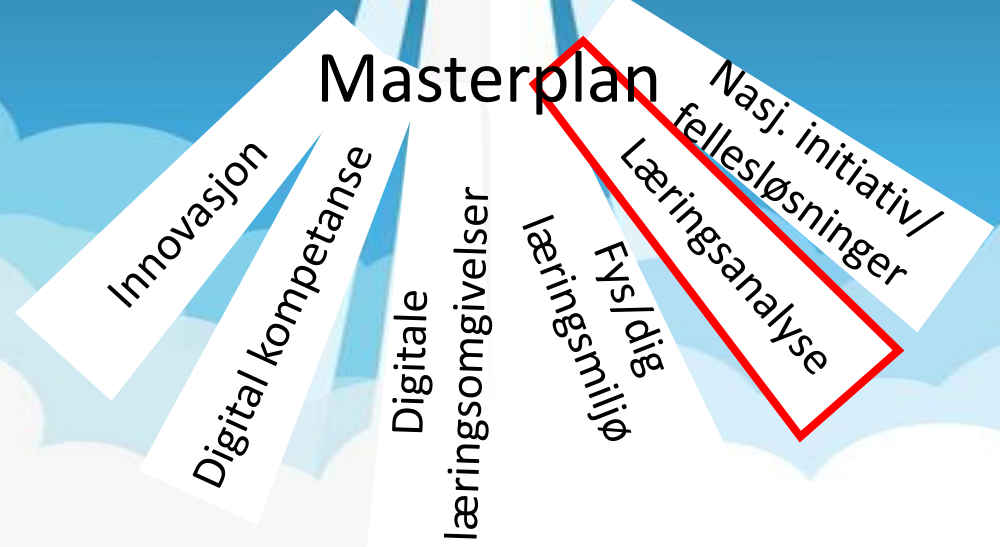 Masterplan
Innovasjon
Digital kompetanse
Digitale
læringsomgivelser
Fys/dig
læringsmiljø
Læringsanalyse
Nasj. initiativ/
fellesløsninger